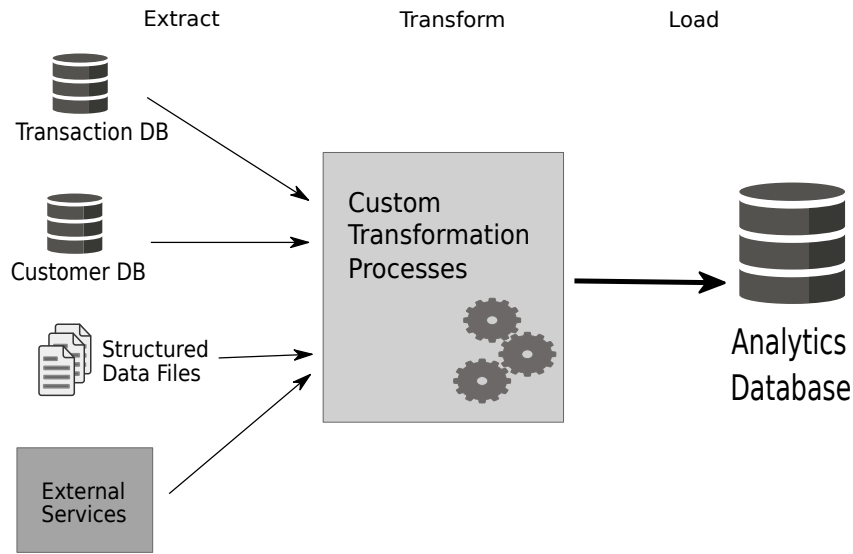 Extract
Transform
Load
Transaction DB
Customer DB
Structured
Data Files
External
Services
Custom
Transformation
Processes
Analytics
Database